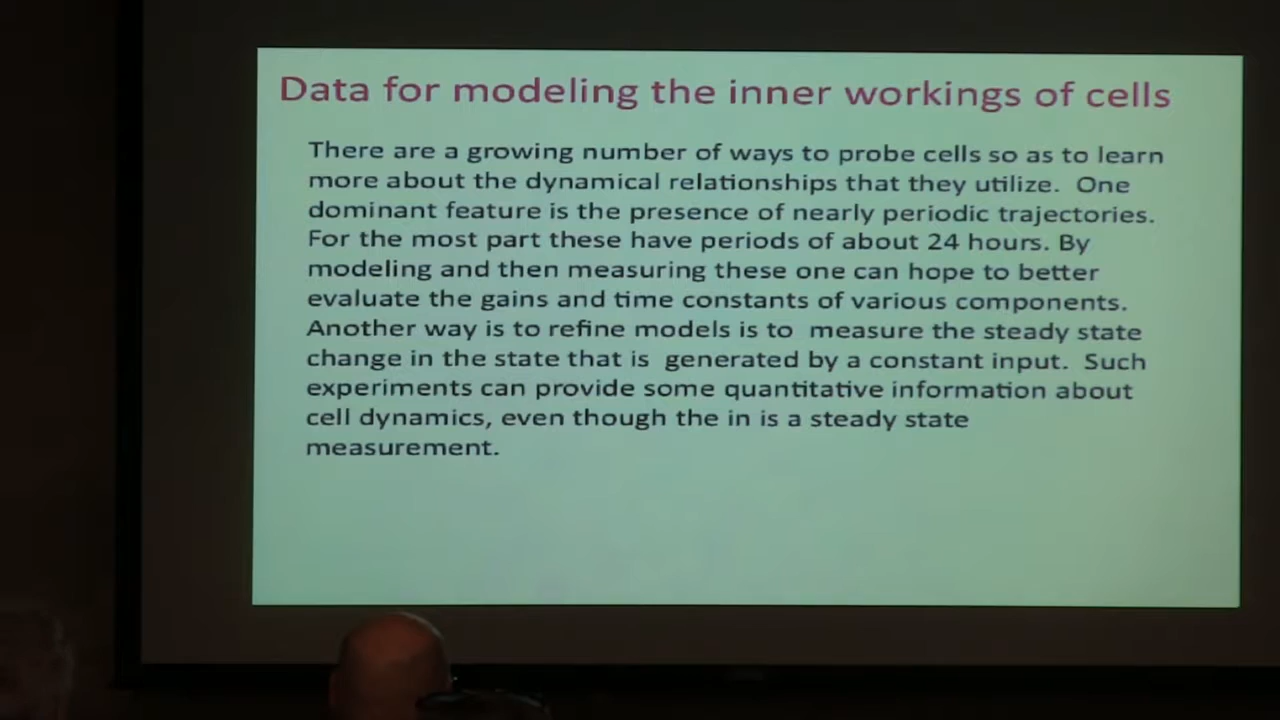 Data for modeling the inner workings of cells
There are a growing number of ways to probe cells so as to learn
more about the dynamical relationships that they utilize. One
dominant feature is the presence of nearly periodic trajectories.
For the most part these have periods of about 24 hours. By
modeling and then measuring these one can hope to better
evaluate the gains and time constants of various components.
Another way is to refine models is to measure the steady state
change in the state that is generated by a constant input. Such
experiments can provide some quantitative information about
cell dynamics, even though the in is a steady state
measurement.